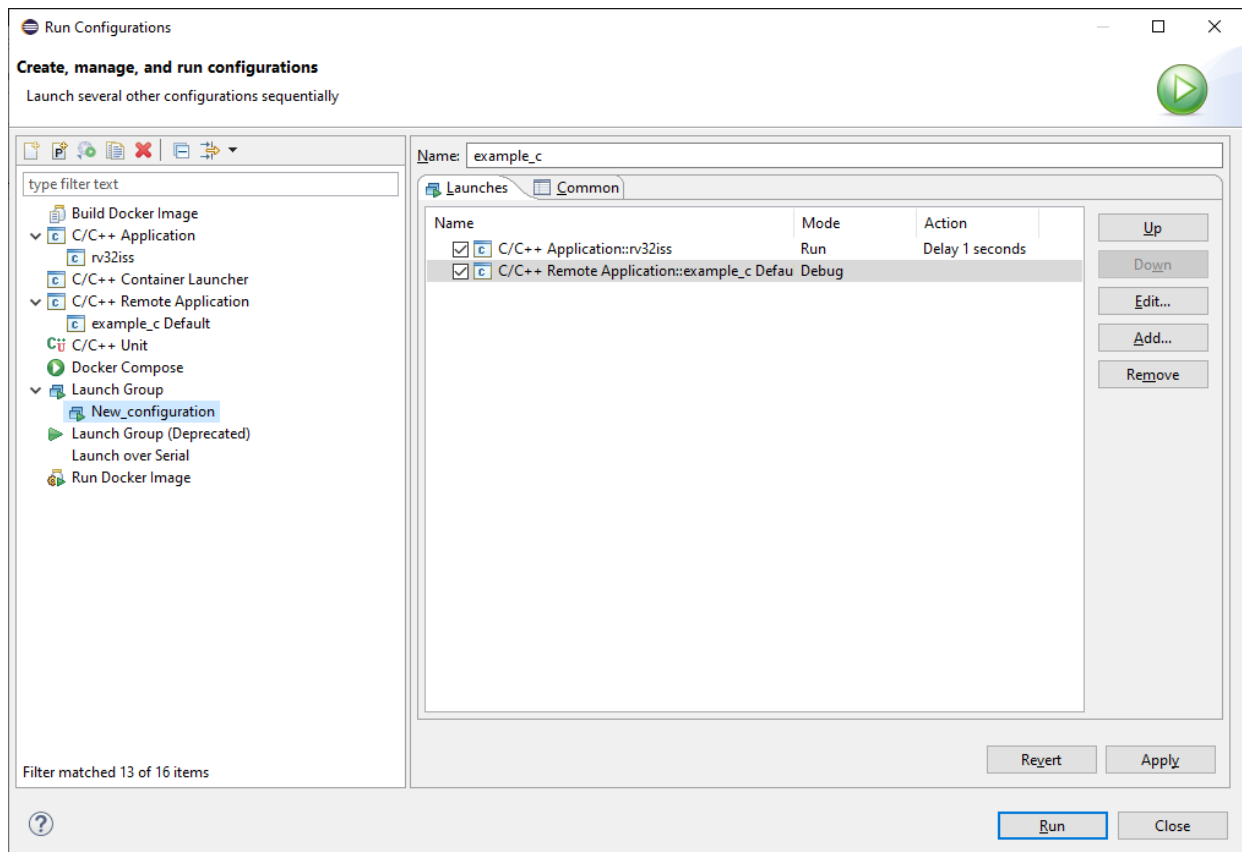 Run Configurations
Create, manage, and run configurations
Launch several other configurations sequentially
type filter text
Build Docker Image
C/C++ Application
rv32iss
C/C++ Container Launcher
C/C++ Remote Application
example_c Default
C/C++ Unit
Docker Compose
Launch Group
New_configuration
Launch Group (Deprecated)
Launch over Serial
Run Docker Image
Filter matched 13 of 16 items
Name: example_c
Launches Common
Name Mode Action
C/C++ Application::rv32iss Run Delay 1 seconds
C/C++ Remote Application::example_c Defau Debug
Up
Down
Edit...
Add...
Remove
Revert Apply
Run Close